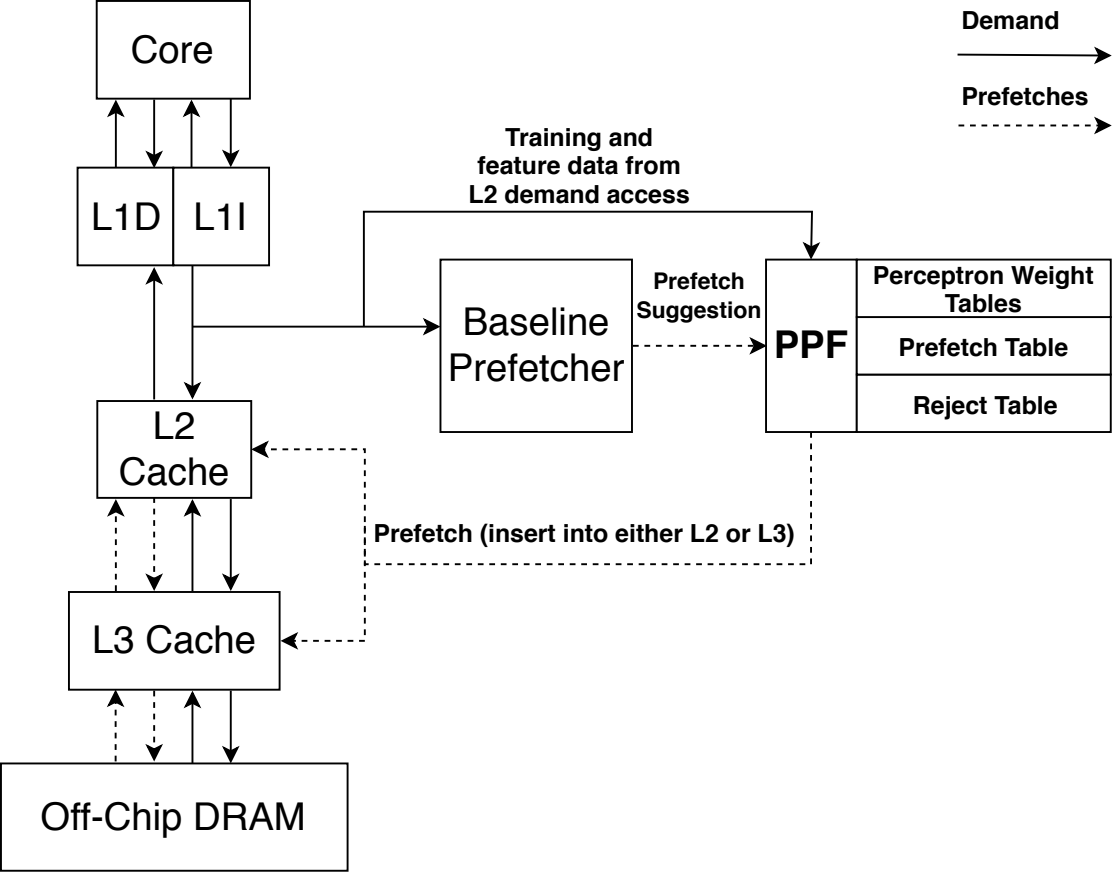 Core
Demand
Prefetches
Training and
feature data from
L2 demand access
L1D
L1I
Baseline
Prefetcher
Prefetch
Suggestion
PPF
Perceptron Weight
Tables
Prefetch Table
Reject Table
L2
Cache
Prefetch (insert into either L2 or L3)
L3 Cache
Off-Chip DRAM